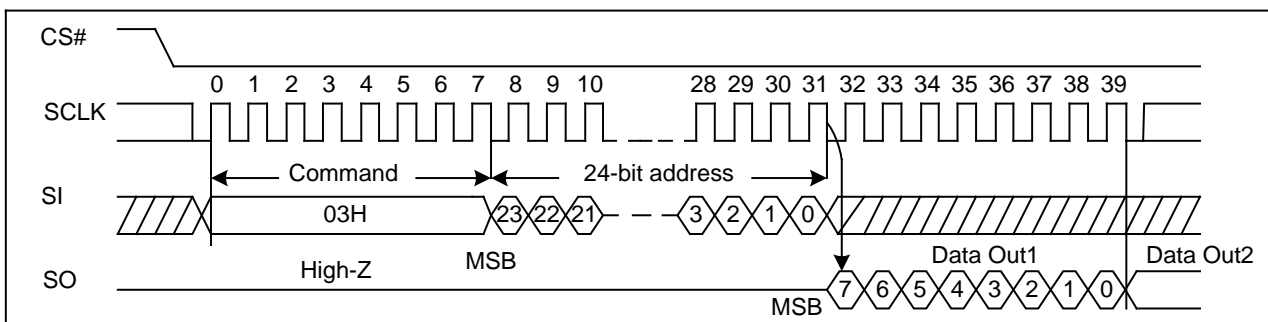 CS#
0 1 2 3 4 5 6 7 8 9 10 28 29 30 31 32 33 34 35 36 37 38 39
SCLK
Command 24-bit address
SI
03H 23 22 21 3 2 1 0
High-Z MSB Data Out1 Data Out2
SO
MSB 7 6 5 4 3 2 1 0